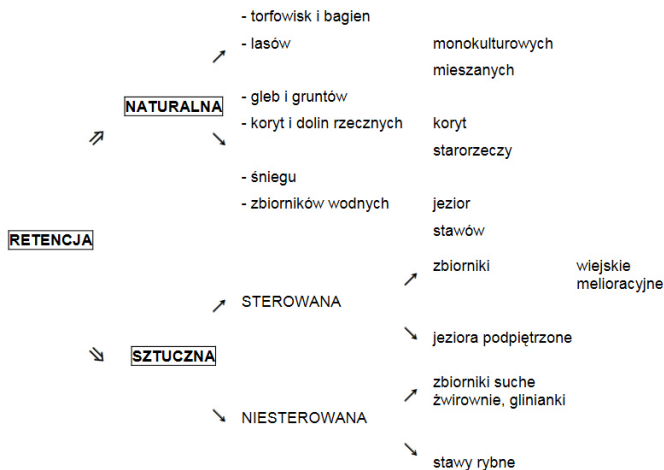 - torfowisk i bagien
- lasów monokulturowych
mieszanych
NATURALNA
- gleb i gruntów
- koryt i dolin rzecznych koryt
starorzeczy
- śniegu
- zbiorników wodnych jezior
stawów
RETENCJA
zbiorniki wiejskie
melioracyjne
STEROWANA
jeziora podpiętrzone
SZTUCZNA
zbiorniki suche
żwirownie, glinianki
NIESTEROWANA
stawy rybne